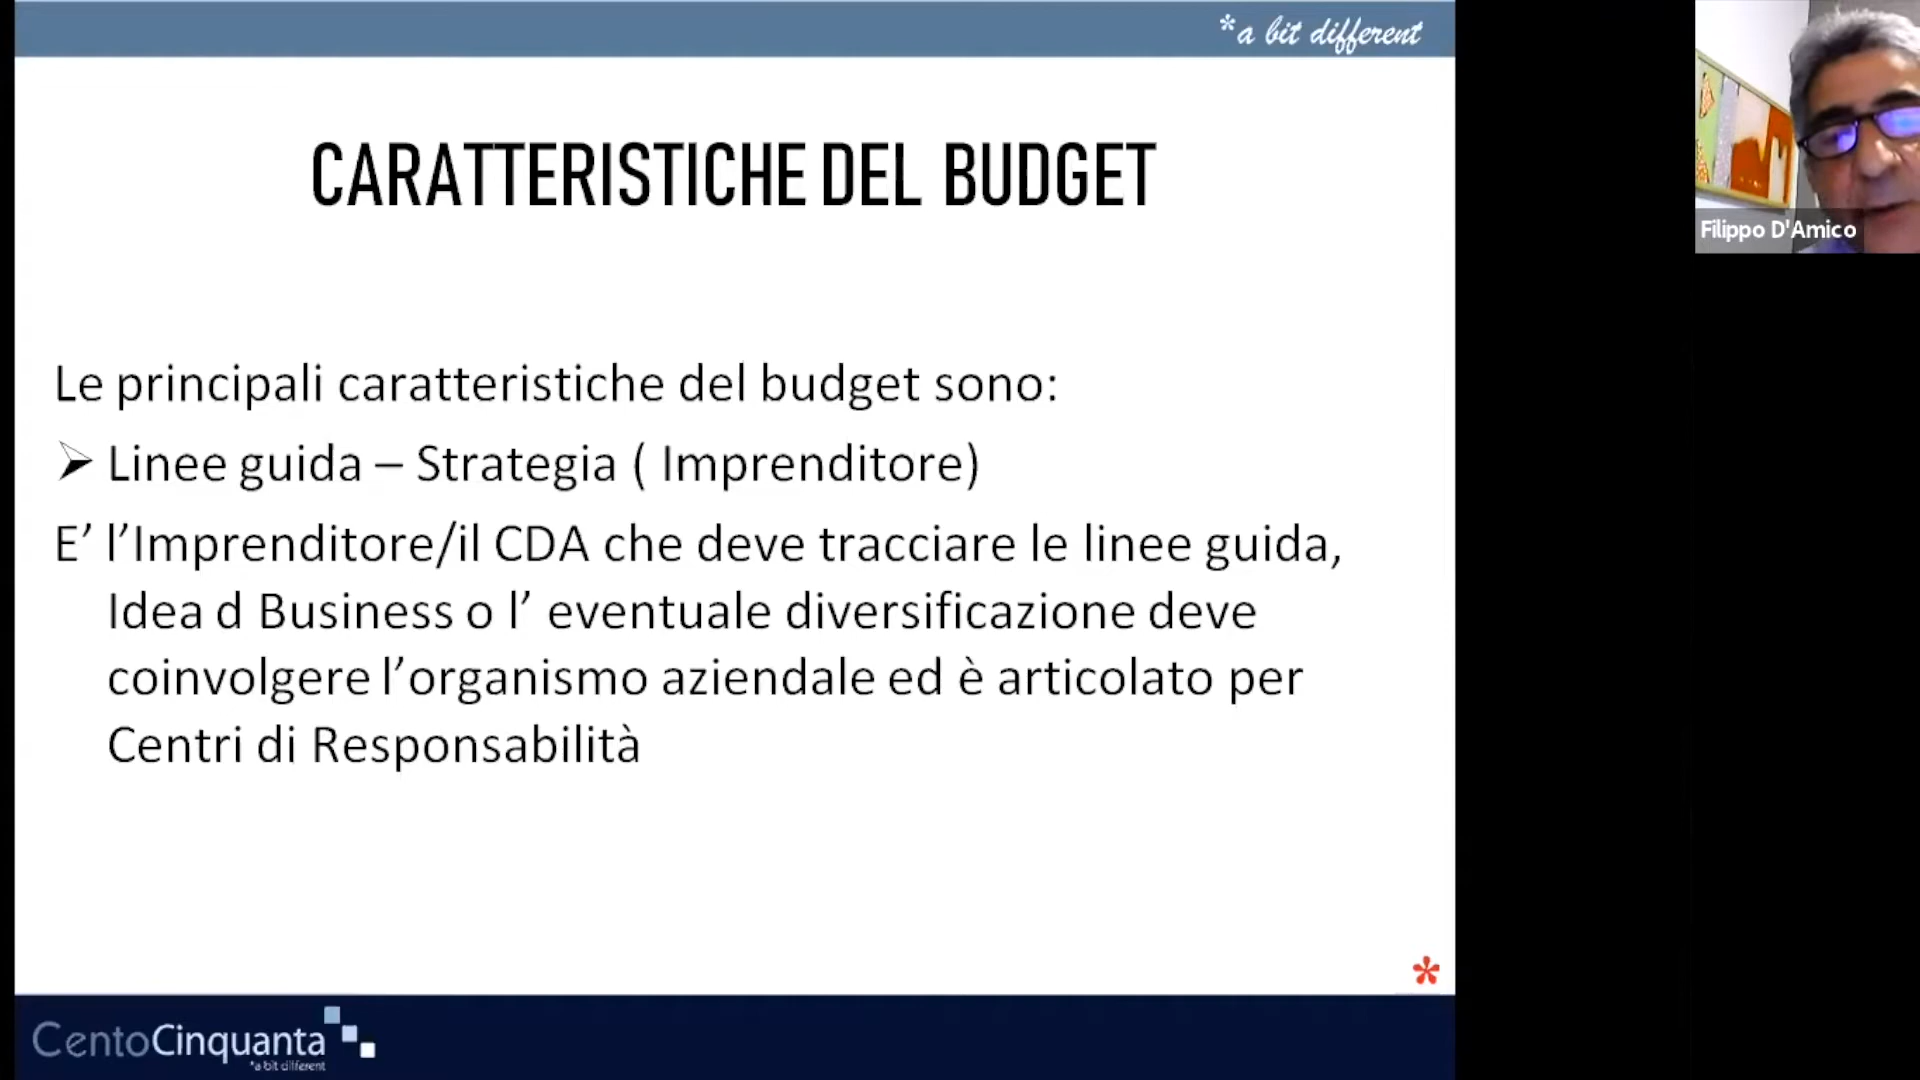 *a bit different
CARATTERISTICHE DEL BUDGET
Filippo D'Amico
Le principali caratteristiche del budget sono:
➢ Linee guida – Strategia ( Imprenditore)
E’ l’Imprenditore/il CDA che deve tracciare le linee guida,
Idea d Business o l’ eventuale diversificazione deve
coinvolgere l’organismo aziendale ed è articolato per
Centri di Responsabilità
*
CentoCinquanta
*a bit different